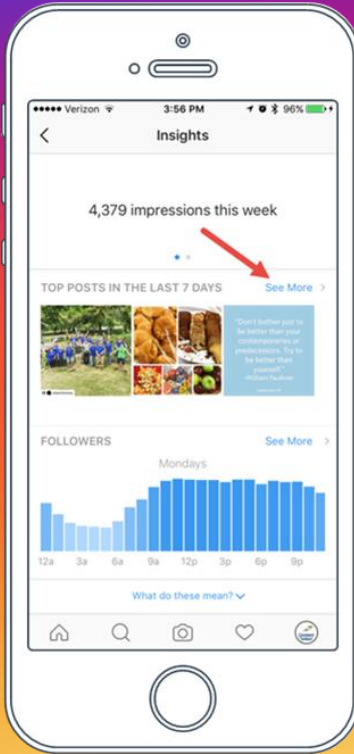 Verizon 3:56 PM 96%
Insights
4,379 impressions this week
TOP POSTS IN THE LAST 7 DAYS See More
"Don't bother just to
be better than your
contemporaries or
predecessors. Try to
be better than
yourself."
-William Faulkner
FOLLOWERS See More
Mondays
12a 3a 6a 9a 12p 3p 6p 9p
What do these mean?